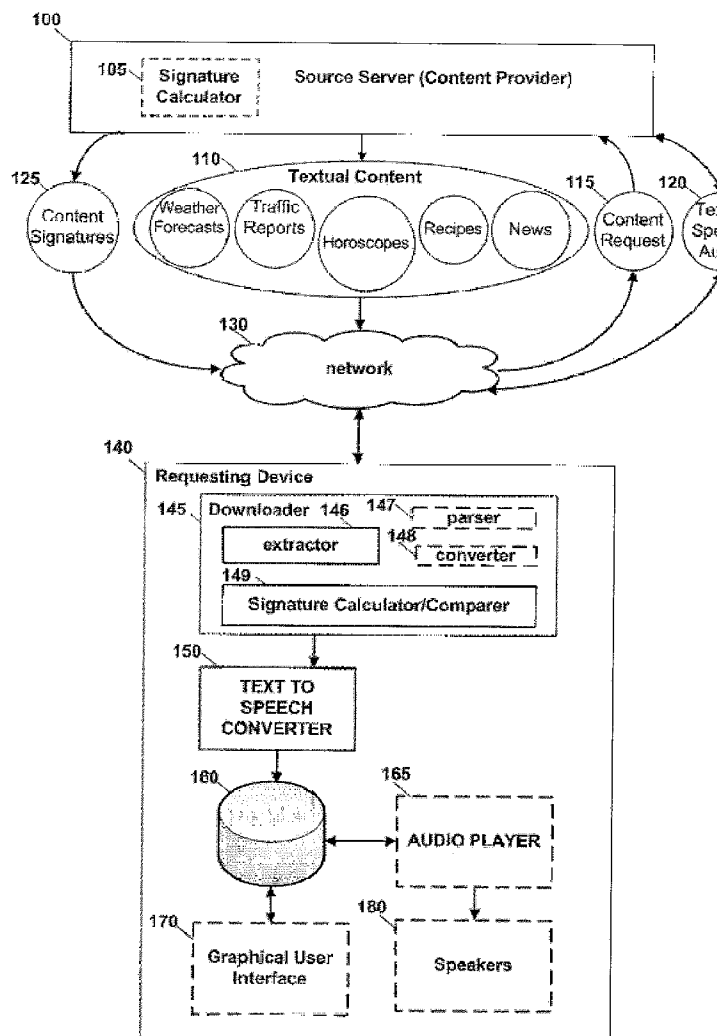 100
105
Signature
Calculator
Source Server (Content Provider)
110
Textual Content
125
Content
Signatures
Weather
Forecasts
Traffic
Reports
Horoscopes
Recipes
News
115
Content
Request
120
130
network
140
Requesting Device
145
Downloader
146
extractor
147
parser
148
converter
149
Signature Calculator/Comparer
150
TEXT TO
SPEECH
CONVERTER
160
165
AUDIO PLAYER
170
Graphical User
Interface
180
Speakers